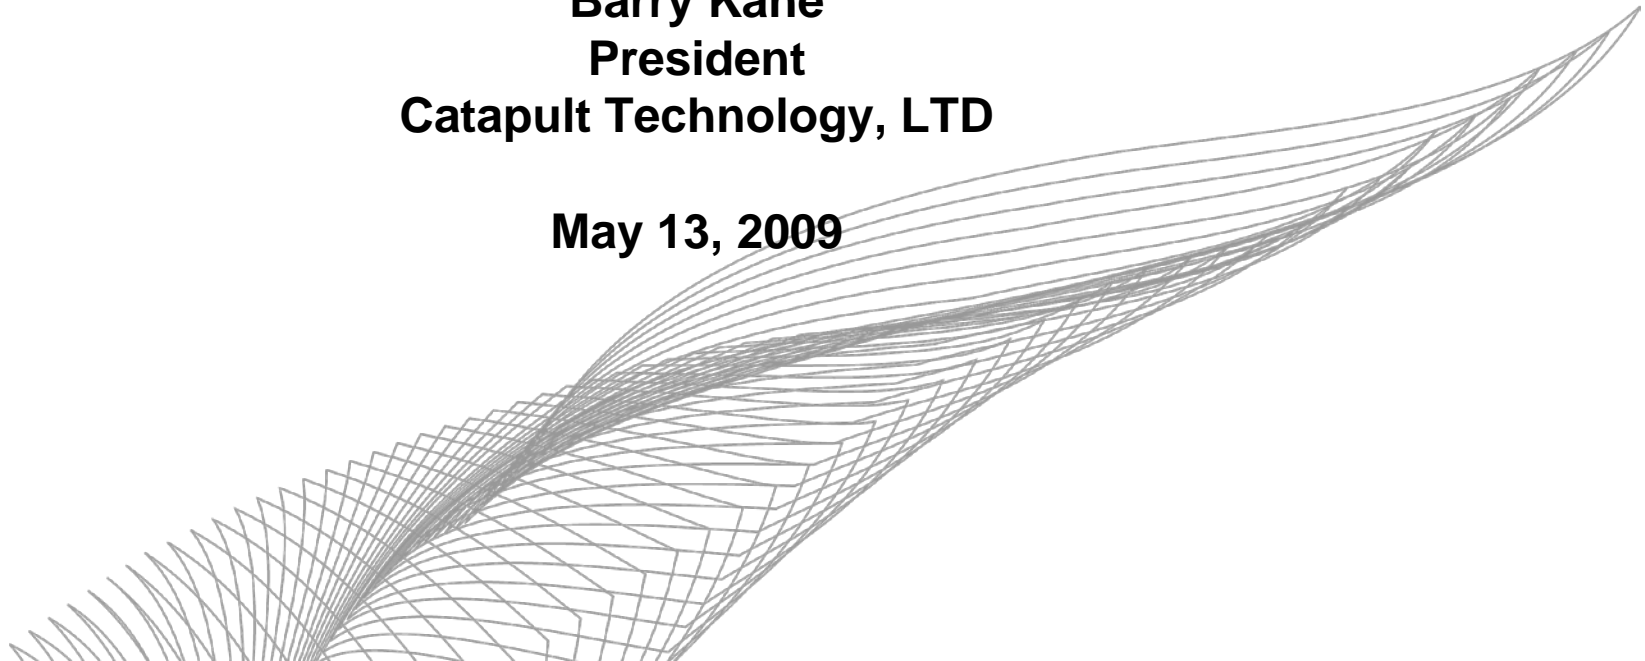 Barry Kane
President
Catapult Technology, LTD
May 13, 2009